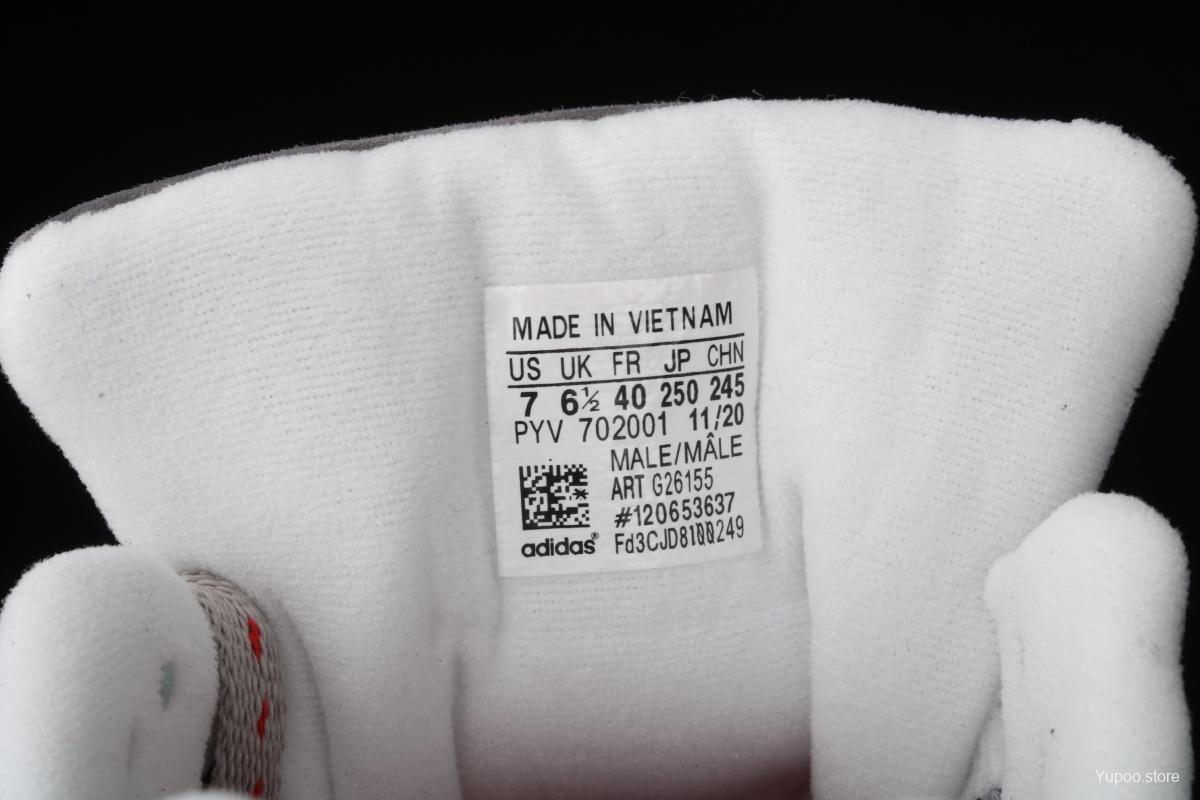 MADE IN VIETNAM
US UK FR JP CHN
7 6½ 40 250 245
PYV 702001 11/20
MALE/MÂLE
ART G26155
#120653637
Fd3CJD8100249
adidas®
Yupoo.store